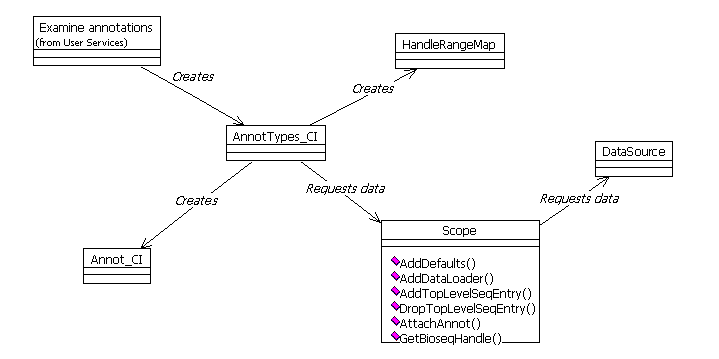 Examine annotations
(from User Services)
HandleRangeMap
Creates
Creates
AnnotTypes_CI
DataSource
Creates
Requests data
Requests data
Scope
Annot_CI
AddDefaults()
AddDataLoader()
AddTopLevelSeqEntry()
DropTopLevelSeqEntry()
AttachAnnot()
GetBioseqHandle()